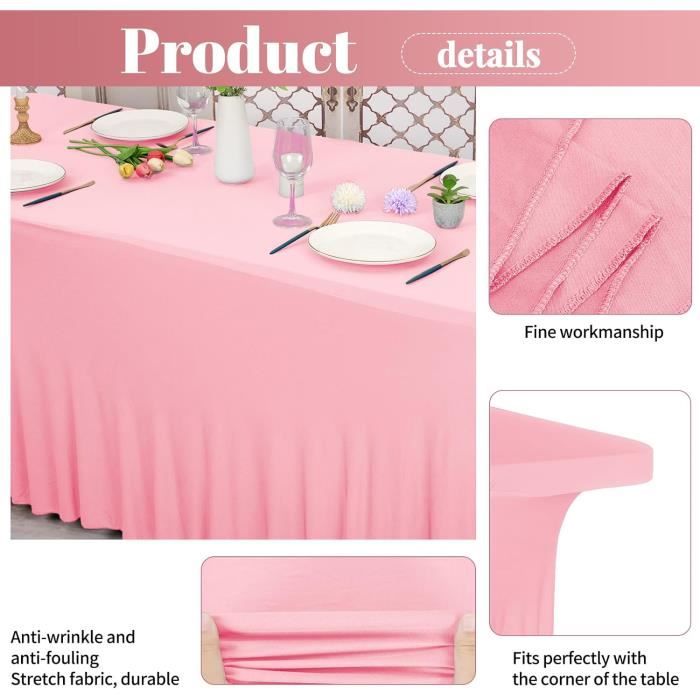 Product details
Fine workmanship
Anti-wrinkle and
anti-fouling
Stretch fabric, durable
Fits perfectly with
the corner of the table